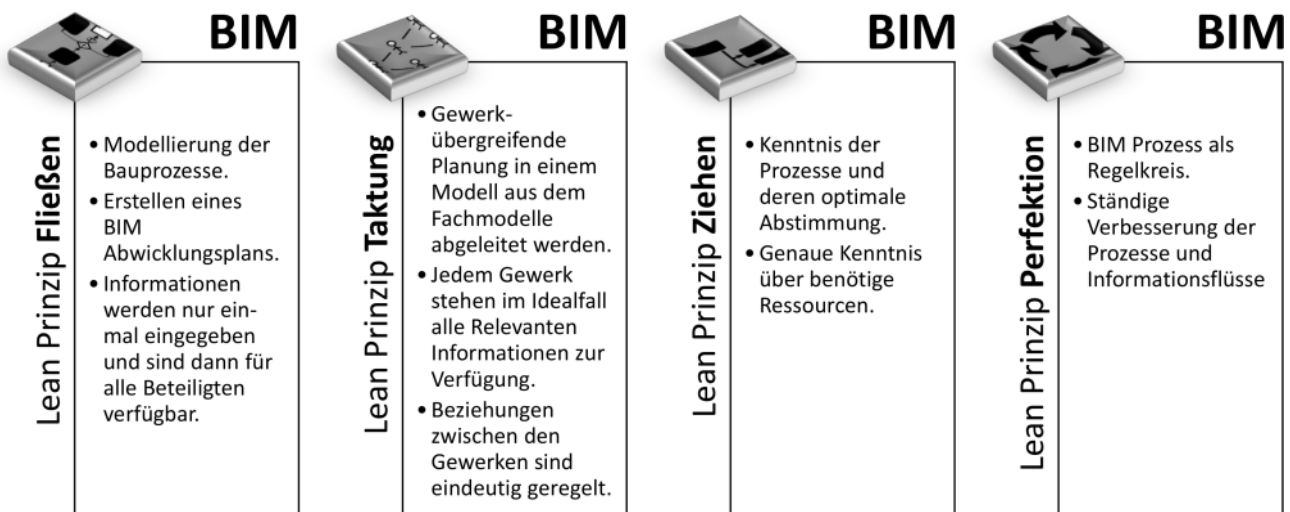 BIM
Lean Prinzip Fließen
• Modellierung der
Bauprozesse.
• Erstellen eines
BIM
Abwicklungsplans.
• Informationen
werden nur ein-
mal eingegeben
und sind dann für
alle Beteiligten
verfügbar.
BIM
Lean Prinzip Taktung
• Gewerk-
übergreifende
Planung in einem
Modell aus dem
Fachmodelle
abgeleitet werden.
• Jedem Gewerk
stehen im Idealfall
alle Relevanten
Informationen zur
Verfügung.
• Beziehungen
zwischen den
Gewerken sind
eindeutig geregelt.
BIM
Lean Prinzip Ziehen
• Kenntnis der
Prozesse und
deren optimale
Abstimmung.
• Genaue Kenntnis
über benötige
Ressourcen.
BIM
Lean Prinzip Perfektion
• BIM Prozess als
Regelkreis.
• Ständige
Verbesserung der
Prozesse und
Informationsflüsse